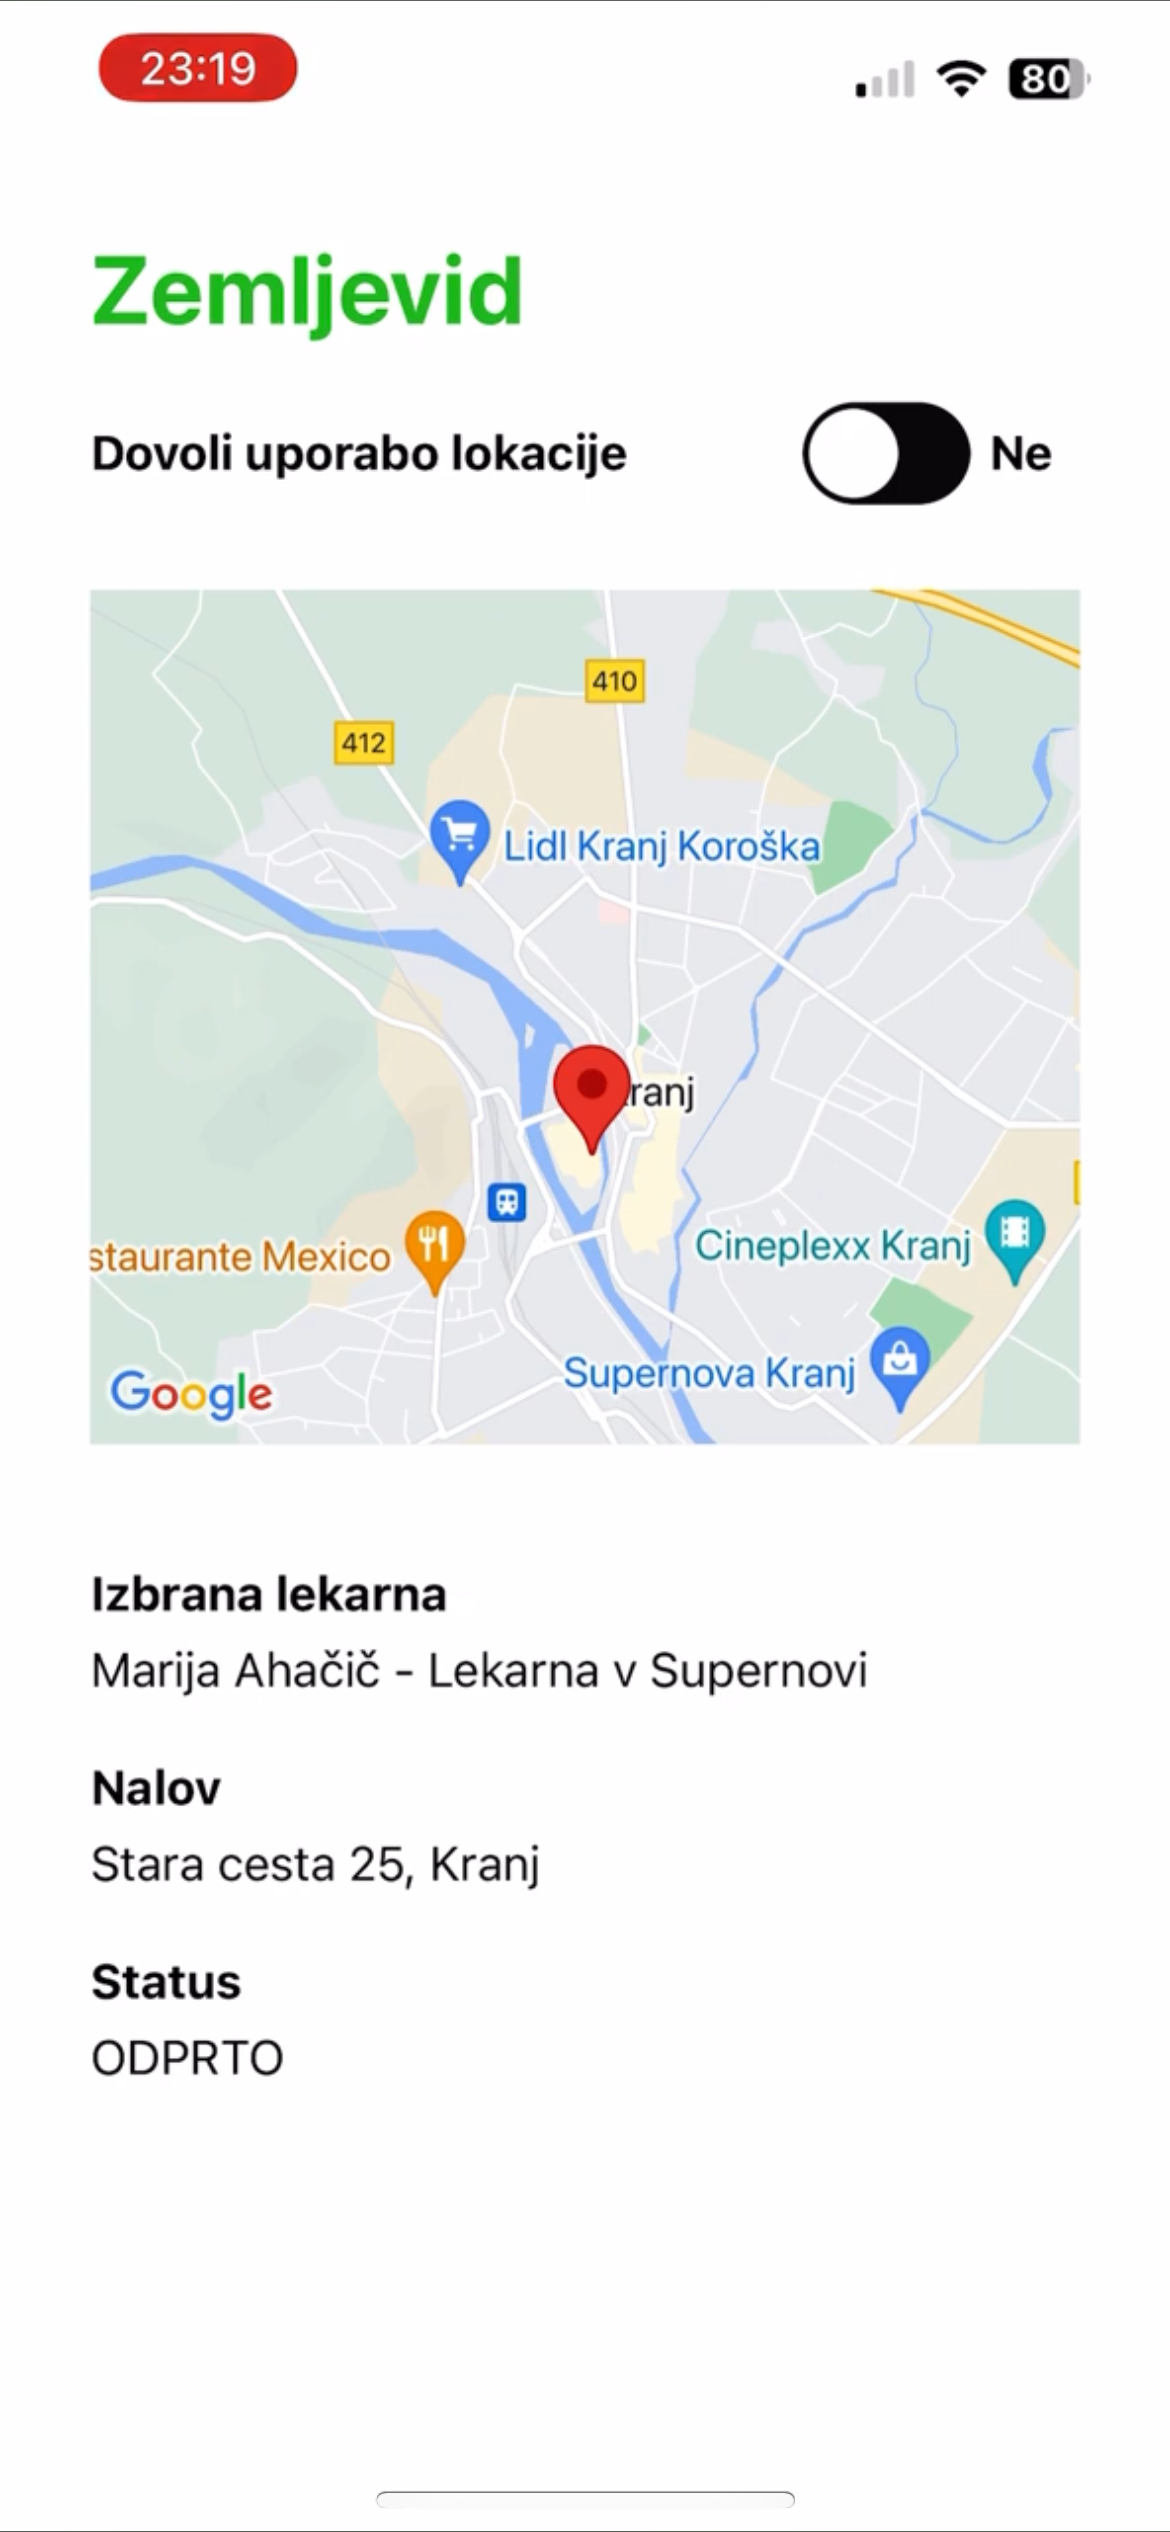 23:19
80
Zemljevid
Dovoli uporabo lokacije
Ne
410
412
Lidl Kranj Koroška
ranj
staurante Mexico
Cineplexx Kranj
Supernova Kranj
Google
Izbrana lekarna
Marija Ahačič - Lekarna v Supernovi
Nalov
Stara cesta 25, Kranj
Status
ODPRTO